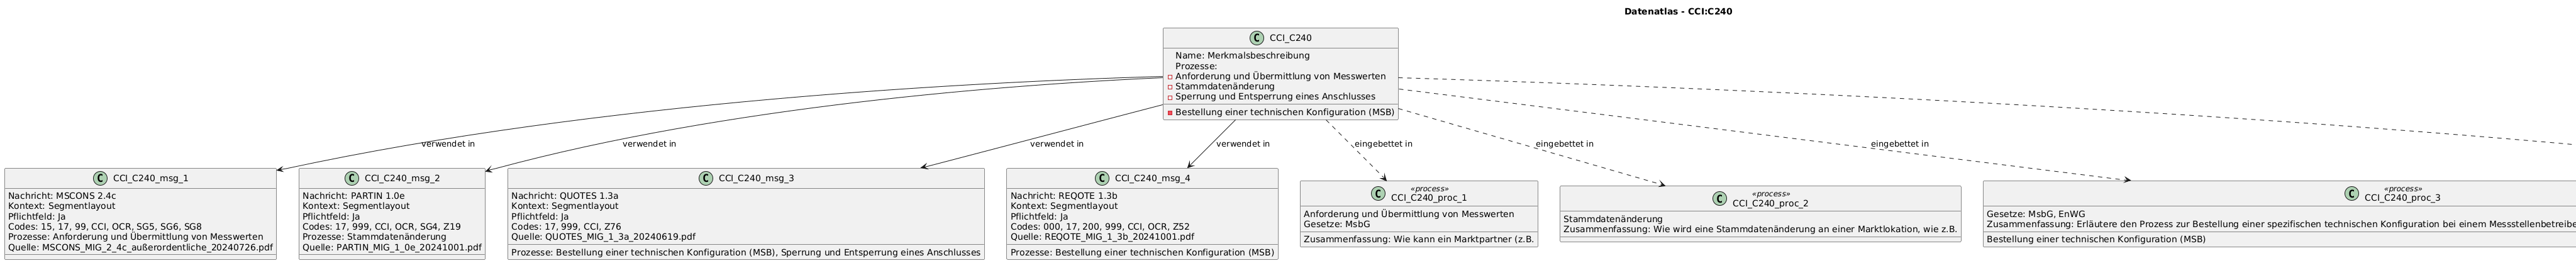 Datenatlas - CCI:C240
C CCI_C240
Name: Merkmalsbeschreibung
Prozesse:
Anforderung und Übermittlung von Messwerten
Stammdatenänderung
Sperrung und Entsperrung eines Anschlusses
Bestellung einer technischen Konfiguration (MSB)
verwendet in
verwendet in
verwendet in
verwendet in
eingebettet in
eingebettet in
eingebettet in
C CCI_C240_msg_1
Nachricht: MSCONS 2.4c
Kontext: Segmentlayout
Pflichtfeld: Ja
Codes: 15, 17, 99, CCI, OCR, SG5, SG6, SG8
Prozesse: Anforderung und Übermittlung von Messwerten
Quelle: MSCONS_MIG_2_4c_außerordentliche_20240726.pdf
C CCI_C240_msg_2
Nachricht: PARTIN 1.0e
Kontext: Segmentlayout
Pflichtfeld: Ja
Codes: 17, 999, CCI, OCR, SG4, Z19
Prozesse: Stammdatenänderung
Quelle: PARTIN_MIG_1_0e_20241001.pdf
C CCI_C240_msg_3
Nachricht: QUOTES 1.3a
Kontext: Segmentlayout
Pflichtfeld: Ja
Codes: 17, 999, CCI, Z76
Quelle: QUOTES_MIG_1_3a_20240619.pdf
Prozesse: Bestellung einer technischen Konfiguration (MSB), Sperrung und Entsperrung eines Anschlusses
C CCI_C240_msg_4
Nachricht: REQOTE 1.3b
Kontext: Segmentlayout
Pflichtfeld: Ja
Codes: 000, 17, 200, 999, CCI, OCR, Z52
Quelle: REQOTE_MIG_1_3b_20241001.pdf
Prozesse: Bestellung einer technischen Konfiguration (MSB)
«process»
C CCI_C240_proc_1
Anforderung und Übermittlung von Messwerten
Gesetze: MsbG
Zusammenfassung: Wie kann ein Marktpartner (z.B.
«process»
C CCI_C240_proc_2
Stammdatenänderung
Zusammenfassung: Wie wird eine Stammdatenänderung an einer Marktlokation, wie z.B.
«process»
C CCI_C240_proc_3
Gesetze: MsbG, EnWG
Zusammenfassung: Erläutere den Prozess zur Bestellung einer spezifischen technischen Konfiguration bei einem Messstellenbetreibe
Bestellung einer technischen Konfiguration (MSB)